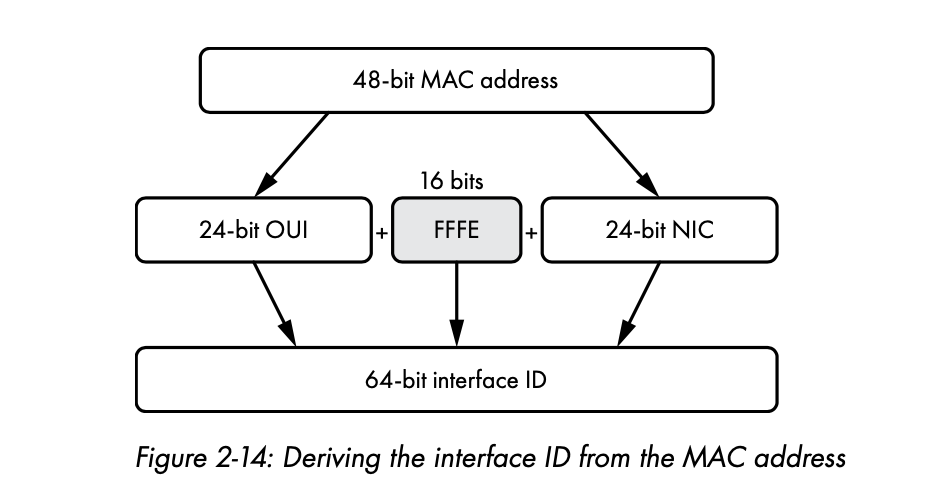 48-bit MAC address
16 bits
24-bit OUI + FFFE + 24-bit NIC
64-bit interface ID
Figure 2-14: Deriving the interface ID from the MAC address